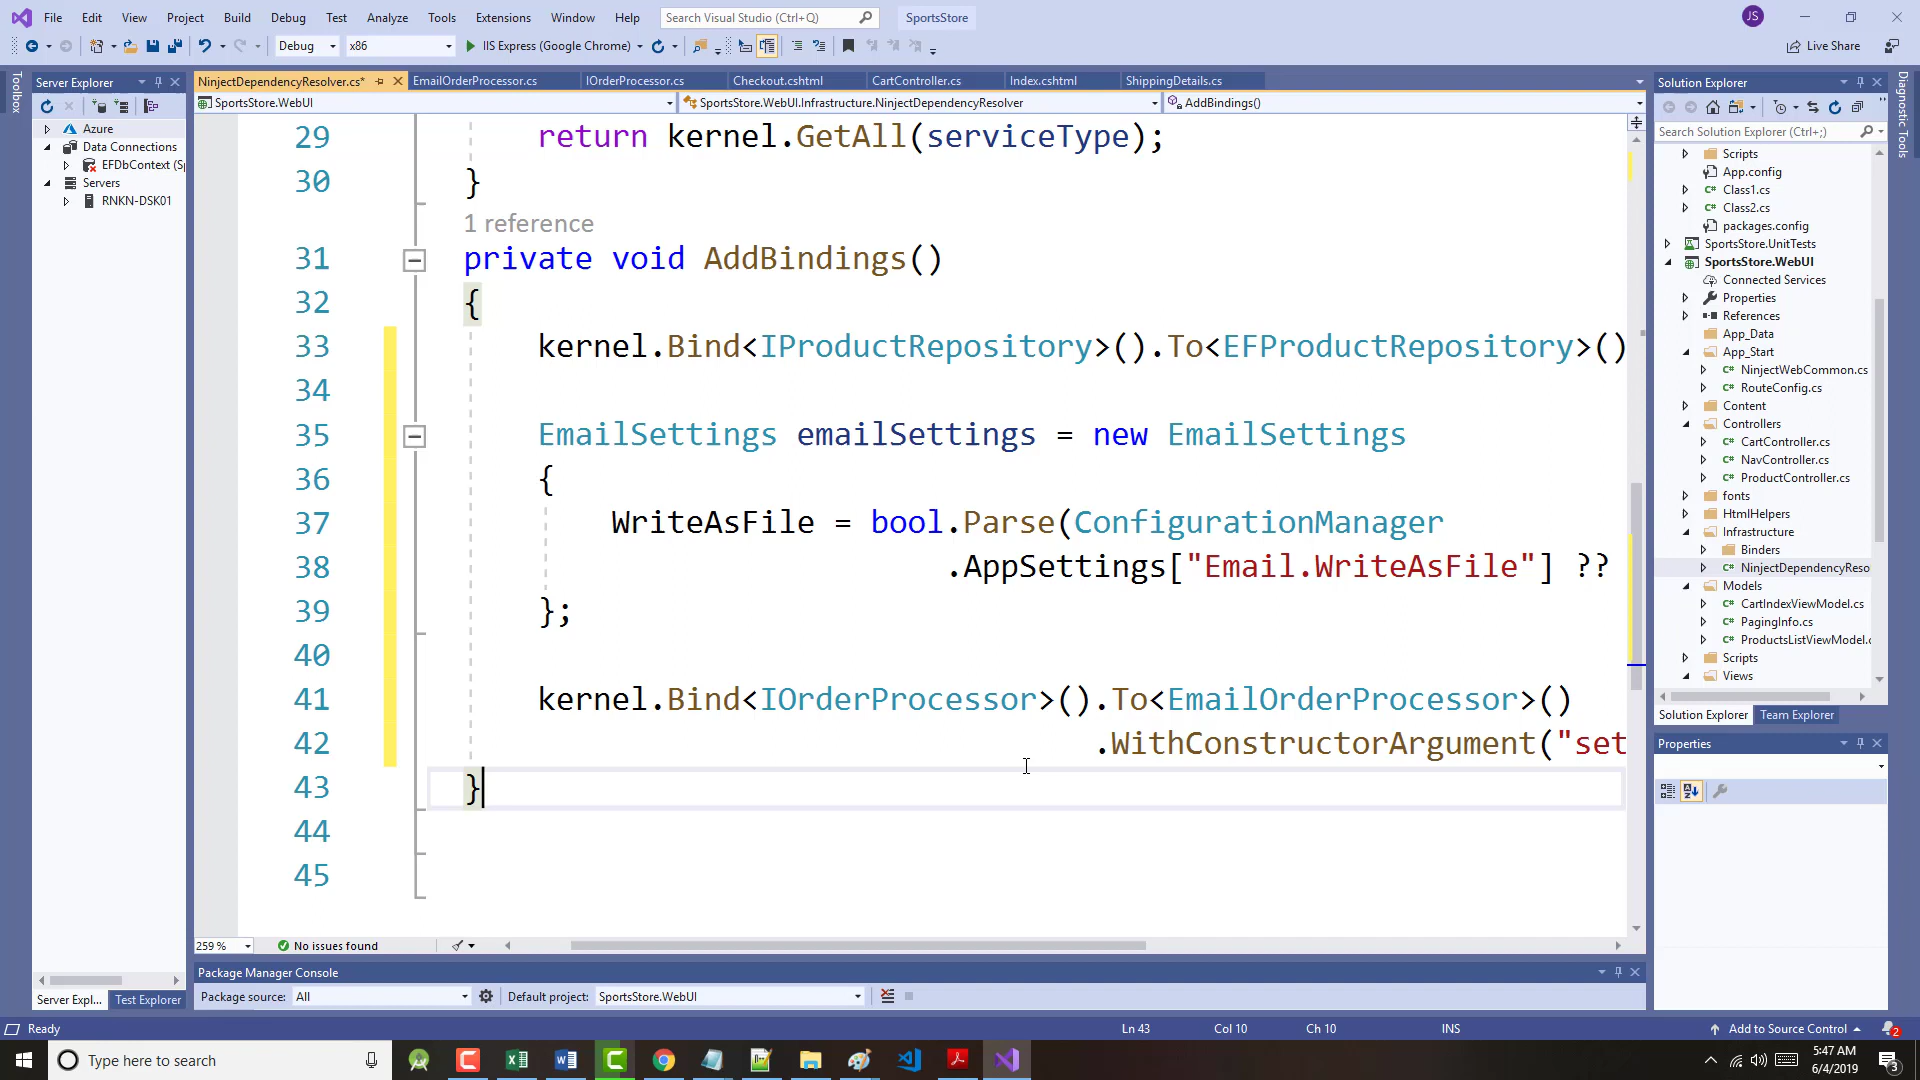 File Edit View Project Build Debug Test Analyze Tools Extensions Window Help Search Visual Studio (Ctrl+Q) SportsStore JS
Debug x86 IIS Express (Google Chrome) Live Share
Toolbox
Server Explorer
Azure
Data Connections
EFDbContext (Sp
Servers
RNKN-DSK01
NinjectDependencyResolver.cs* EmailOrderProcessor.cs IOrderProcessor.cs Checkout.cshtml CartController.cs Index.cshtml ShippingDetails.cs
SportsStore.WebUI SportsStore.WebUI.Infrastructure.NinjectDependencyResolver AddBindings()
29 return kernel.GetAll(serviceType);
30 }
1 reference
31 private void AddBindings()
32 {
33 kernel.Bind<IProductRepository>().To<EFProductRepository>()
34
35 EmailSettings emailSettings = new EmailSettings
36 {
37 WriteAsFile = bool.Parse(ConfigurationManager
38 .AppSettings["Email.WriteAsFile"] ??
39 };
40
41 kernel.Bind<IOrderProcessor>().To<EmailOrderProcessor>()
42 .WithConstructorArgument("set
43 }
44
45
259 % No issues found
Package Manager Console
Package source: All Default project: SportsStore.WebUI
Server Expl... Test Explorer
Solution Explorer
Search Solution Explorer (Ctrl+;)
Scripts
App.config
Class1.cs
Class2.cs
packages.config
SportsStore.UnitTests
SportsStore.WebUI
Connected Services
Properties
References
App_Data
App_Start
NinjectWebCommon.cs
RouteConfig.cs
Content
Controllers
CartController.cs
NavController.cs
ProductController.cs
fonts
HtmlHelpers
Infrastructure
Binders
NinjectDependencyReso
Models
CartIndexViewModel.cs
PagingInfo.cs
ProductsListViewModel.c
Scripts
Views
Solution Explorer Team Explorer
Properties
Diagnostic Tools
Ready Ln 43 Col 10 Ch 10 INS Add to Source Control 2
Type here to search 5:47 AM
6/4/2019 3